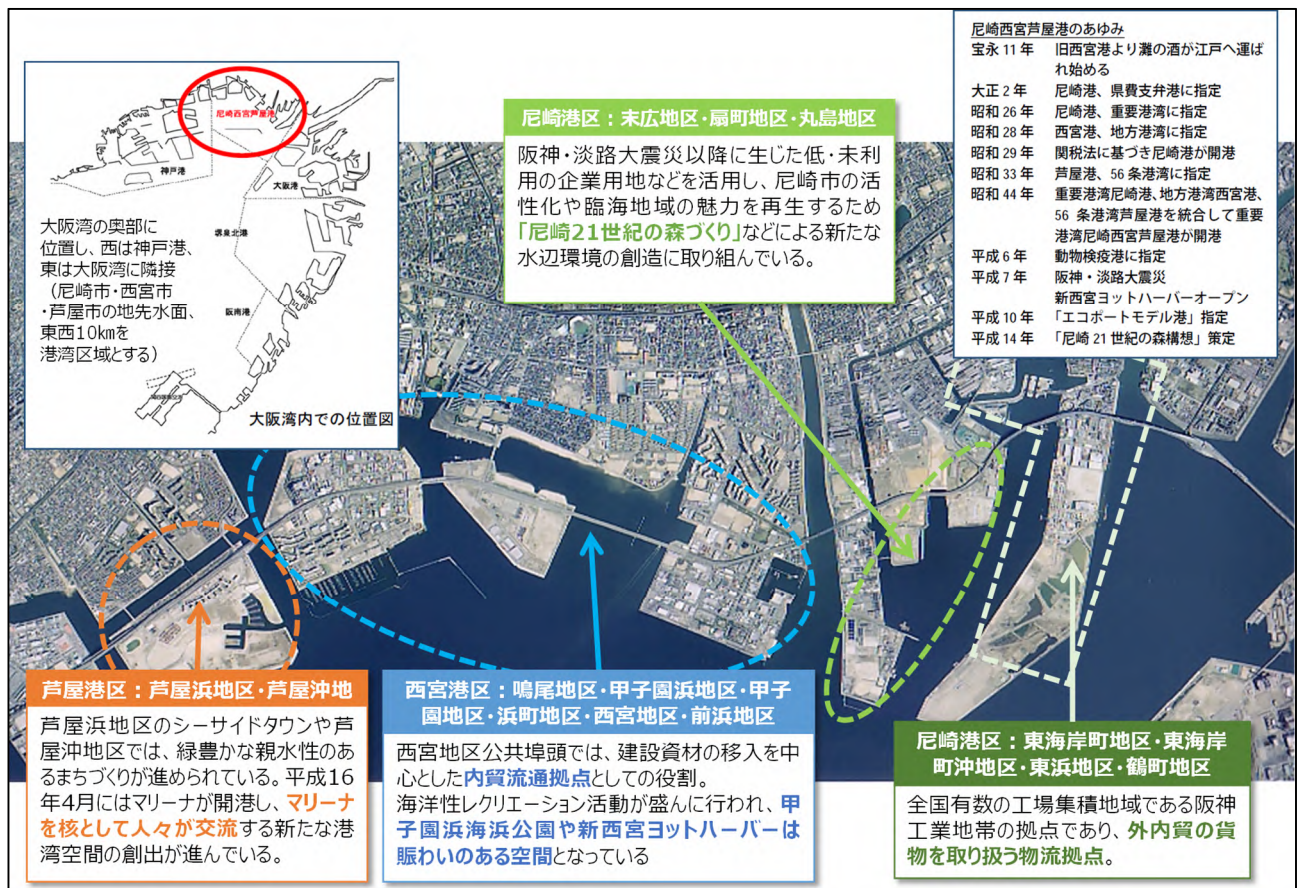 尼崎西宮芦屋港のあゆみ
宝永 11 年 旧西宮港より灘の酒が江戸へ運ば
れ始める
大正 2 年 尼崎港、県費支弁港に指定
昭和 26 年 尼崎港、重要港湾に指定
昭和 28 年 西宮港、地方港湾に指定
昭和 29 年 関税法に基づき尼崎港が開港
昭和 33 年 芦屋港、56 条港湾に指定
昭和 44 年 重要港湾尼崎港、地方港湾西宮港、
56 条港湾芦屋港を統合して重要
港湾尼崎西宮芦屋港が開港
平成 6 年 動物検疫港に指定
平成 7 年 阪神・淡路大震災
新西宮ヨットハーバーオープン
平成 10 年 「エコポートモデル港」指定
平成 14 年 「尼崎 21 世紀の森構想」策定
尼崎西宮芦屋港
神戸港
大阪港
堺泉北港
阪南港
大阪湾の奥部に
位置し、西は神戸港、
東は大阪湾に隣接
(尼崎市・西宮市
・芦屋市の地先水面、
東西10kmを
港湾区域とする)
大阪湾内での位置図
尼崎港区:末広地区・扇町地区・丸島地区
阪神・淡路大震災以降に生じた低・未利
用の企業用地などを活用し、尼崎市の活
性化や臨海地域の魅力を再生するため
「尼崎21世紀の森づくり」などによる新たな
水辺環境の創造に取り組んでいる。
芦屋港区:芦屋浜地区・芦屋沖地
芦屋浜地区のシーサイドタウンや芦
屋沖地区では、緑豊かな親水性のあ
るまちづくりが進められている。平成16
年4月にはマリーナが開港し、マリーナ
を核として人々が交流する新たな港
湾空間の創出が進んでいる。
西宮港区:鳴尾地区・甲子園浜地区・甲子
園地区・浜町地区・西宮地区・前浜地区
西宮地区公共埠頭では、建設資材の移入を中
心とした内貿流通拠点としての役割。
海洋性レクリエーション活動が盛んに行われ、甲
子園浜海浜公園や新西宮ヨットハーバーは
賑わいのある空間となっている
尼崎港区:東海岸町地区・東海岸
町沖地区・東浜地区・鶴町地区
全国有数の工場集積地域である阪神
工業地帯の拠点であり、外内貿の貨
物を取り扱う物流拠点。